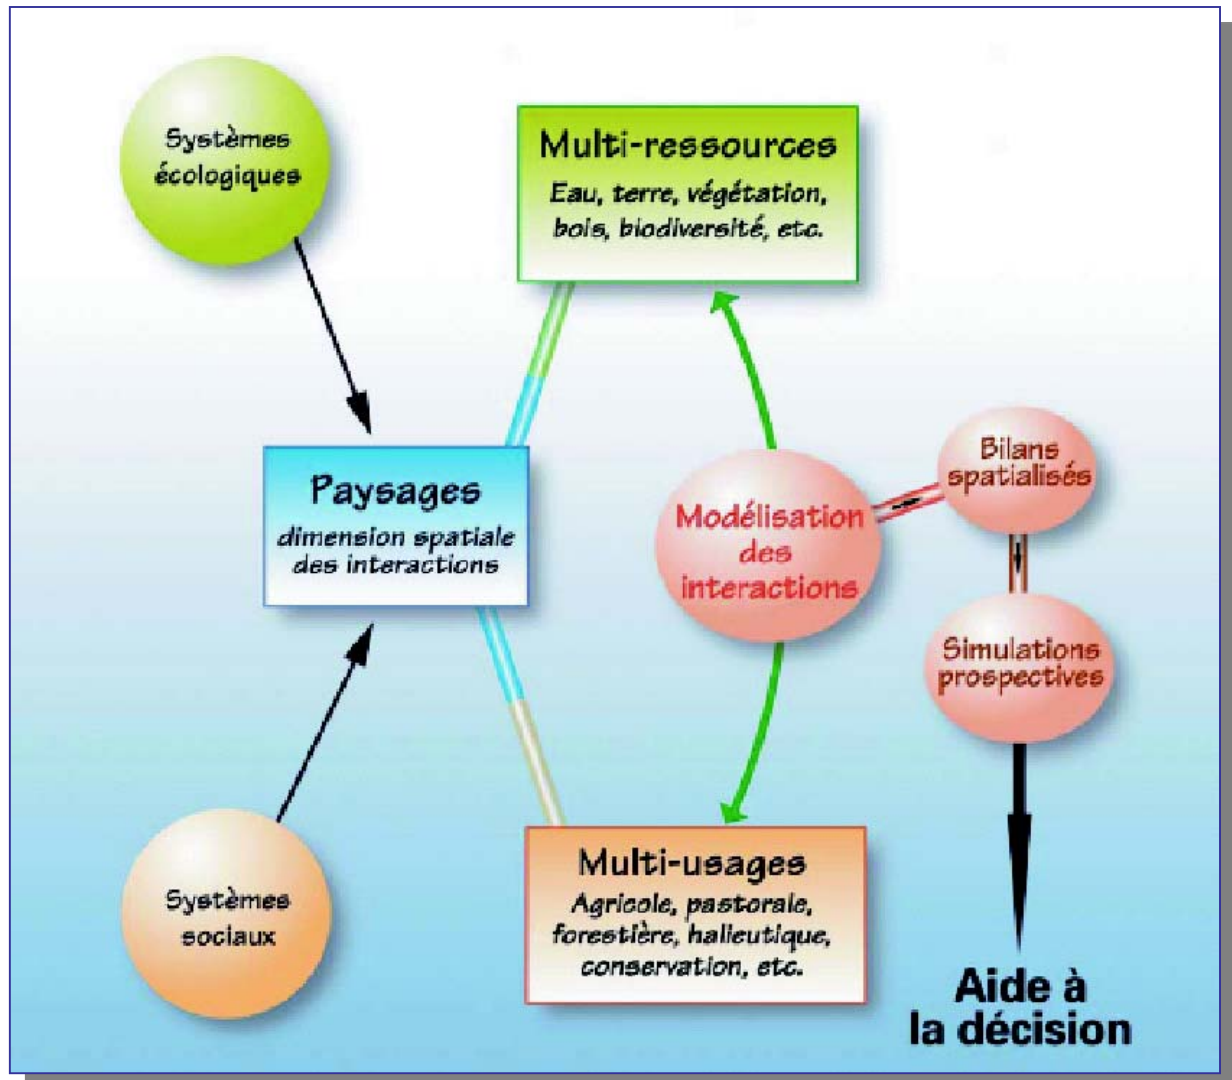 Systèmes
écologiques
Multi-ressources
Eau, terre, végétation,
bois, biodiversité, etc.
Paysages
dimension spatiale
des interactions
Modélisation
des
interactions
Bilans
spatialisés
Simulations
prospectives
Systèmes
sociaux
Multi-usages
Agricole, pastorale,
forestière, halieutique,
conservation, etc.
Aide à
la décision